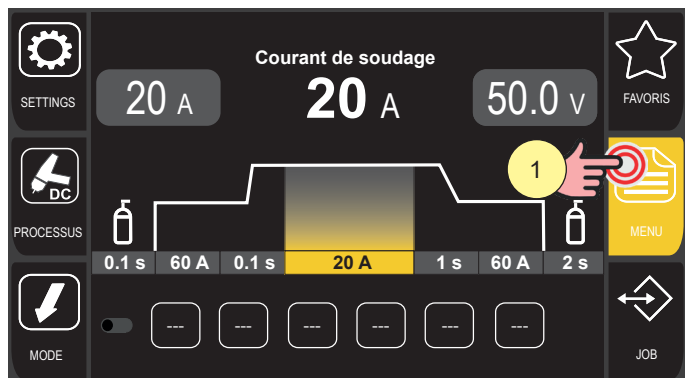 SETTINGS
PROCESSUS
DC
MODE
Courant de soudage
20 A
20 A
50.0 V
1
0.1 s 60 A 0.1 s 20 A 1 s 60 A 2 s
--- --- --- --- --- ---
FAVORIS
MENU
JOB